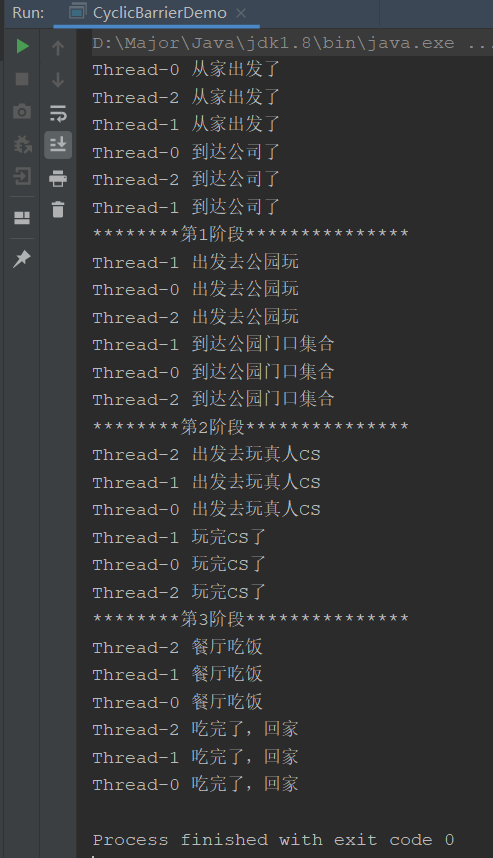 Run: CyclicBarrierDemo ×
D:\Major\Java\jdk1.8\bin\java.exe ...
Thread-0 从家出发了
Thread-2 从家出发了
Thread-1 从家出发了
Thread-0 到达公司了
Thread-2 到达公司了
Thread-1 到达公司了
********第1阶段***************
Thread-1 出发去公园玩
Thread-0 出发去公园玩
Thread-2 出发去公园玩
Thread-1 到达公园门口集合
Thread-0 到达公园门口集合
Thread-2 到达公园门口集合
********第2阶段***************
Thread-2 出发去玩真人CS
Thread-1 出发去玩真人CS
Thread-0 出发去玩真人CS
Thread-1 玩完CS了
Thread-0 玩完CS了
Thread-2 玩完CS了
********第3阶段***************
Thread-2 餐厅吃饭
Thread-1 餐厅吃饭
Thread-0 餐厅吃饭
Thread-2 吃完了，回家
Thread-1 吃完了，回家
Thread-0 吃完了，回家
Process finished with exit code 0